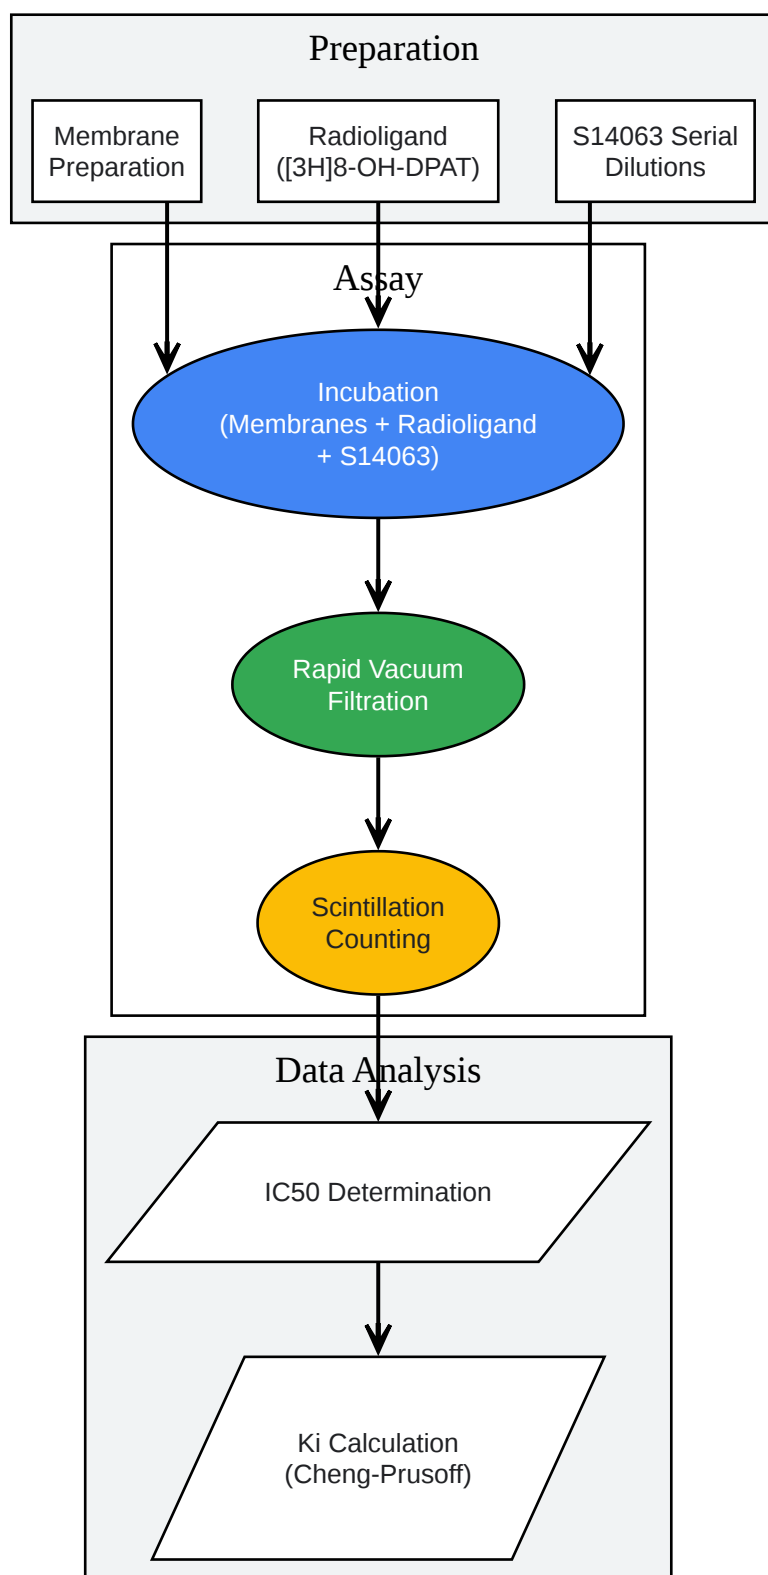 Preparation
Membrane
Preparation
Radioligand
([3H]8-OH-DPAT)
S14063 Serial
Dilutions
Assay
Incubation
(Membranes + Radioligand
+ S14063)
Rapid Vacuum
Filtration
Scintillation
Counting
Data Analysis
IC50 Determination
Ki Calculation
(Cheng-Prusoff)